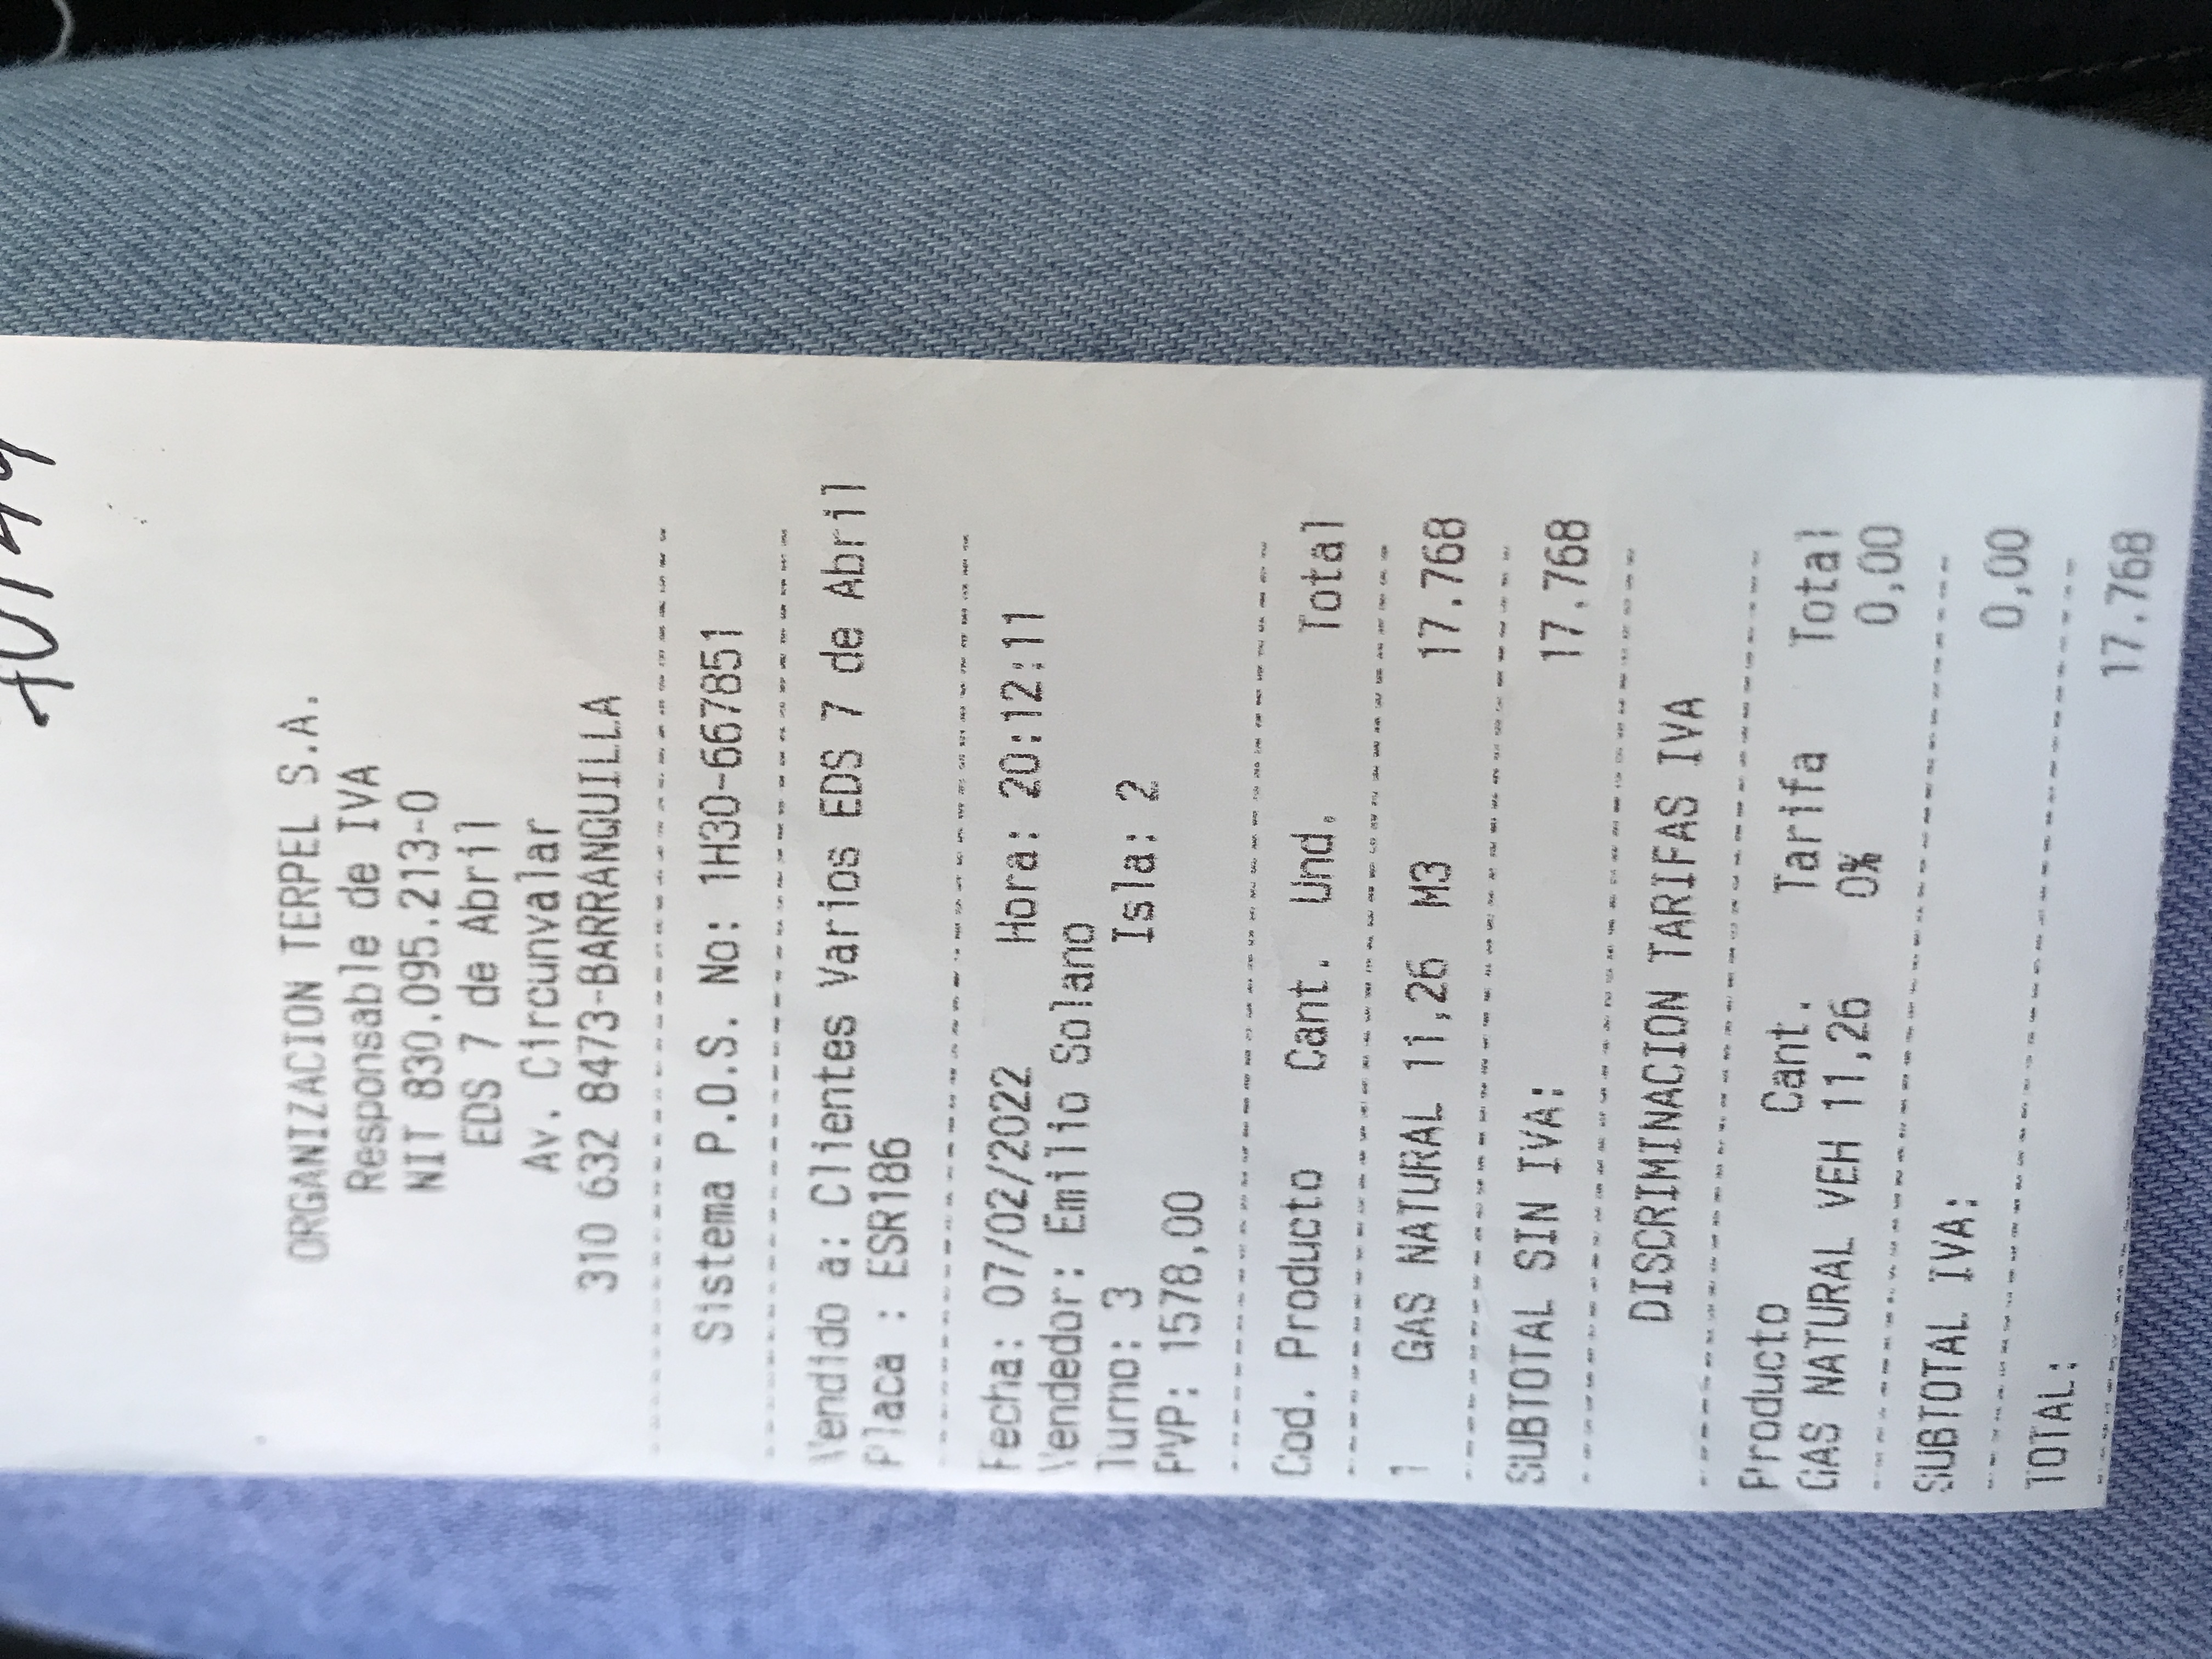 ORGANIZACION TERPEL S.A.
Responsable de IVA
NIT 830.095.213-0
EDS 7 de Abril
Av. Circunvalar
310 632 8473-BARRANQUILLA
Sistema P.O.S. No: 1H30-667851
Vendido a: Clientes Varios EDS 7 de Abril
Placa : ESR186
Fecha: 07/02/2022 Hora: 20:12:11
Vendedor: Emilio Solano
Turno: 3 Isla: 2
PVP: 1578,00
Cod. Producto Cant. Und. Total
1 GAS NATURAL 11,26 M3 17.768
SUBTOTAL SIN IVA: 17.768
DISCRIMINACION TARIFAS IVA
Producto Cant. Tarifa Total
GAS NATURAL VEH 11,26 0% 0,00
SUBTOTAL IVA:
0,00
TOTAL:
17.768